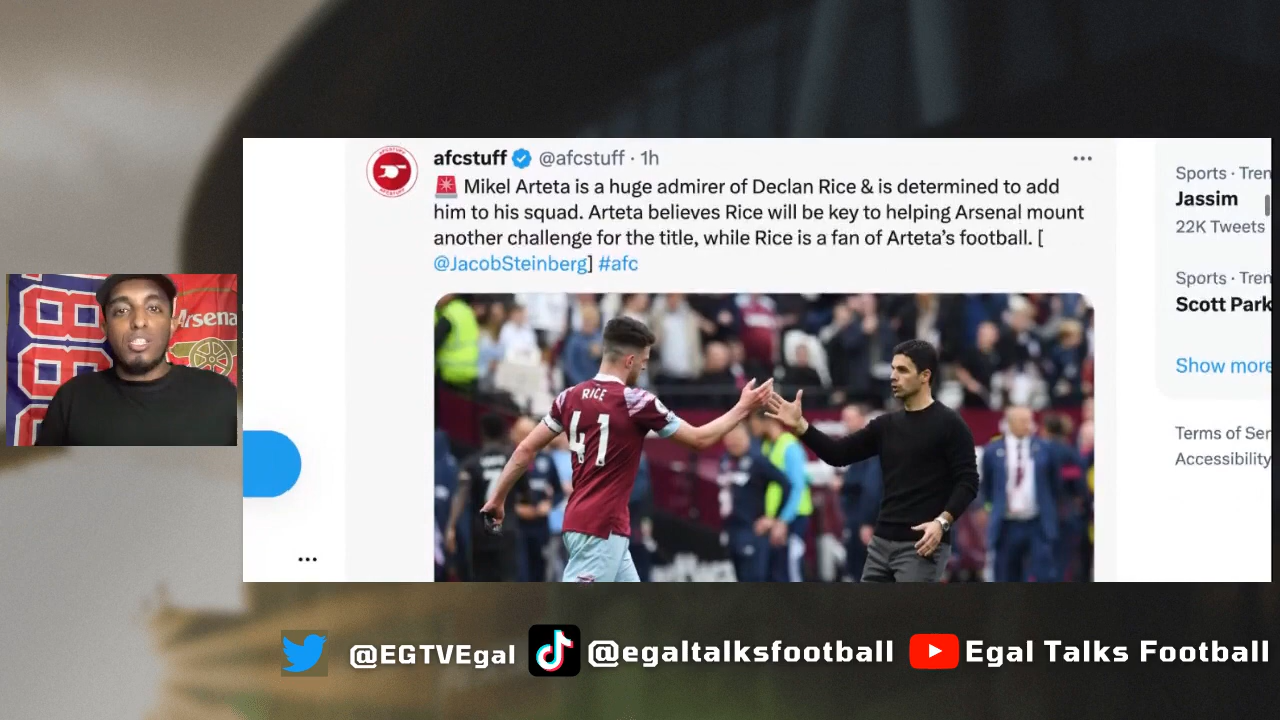 afcstuff @afcstuff · 1h
Mikel Arteta is a huge admirer of Declan Rice & is determined to add
him to his squad. Arteta believes Rice will be key to helping Arsenal mount
another challenge for the title, while Rice is a fan of Arteta’s football. [
@JacobSteinberg] #afc
Sports · Tren
Jassim
22K Tweets
Sports · Tren
Scott Park
Show more
Terms of Ser
Accessibility
RICE
41
Arsenal
@EGTVEgal
@egaltalksfootball
Egal Talks Football